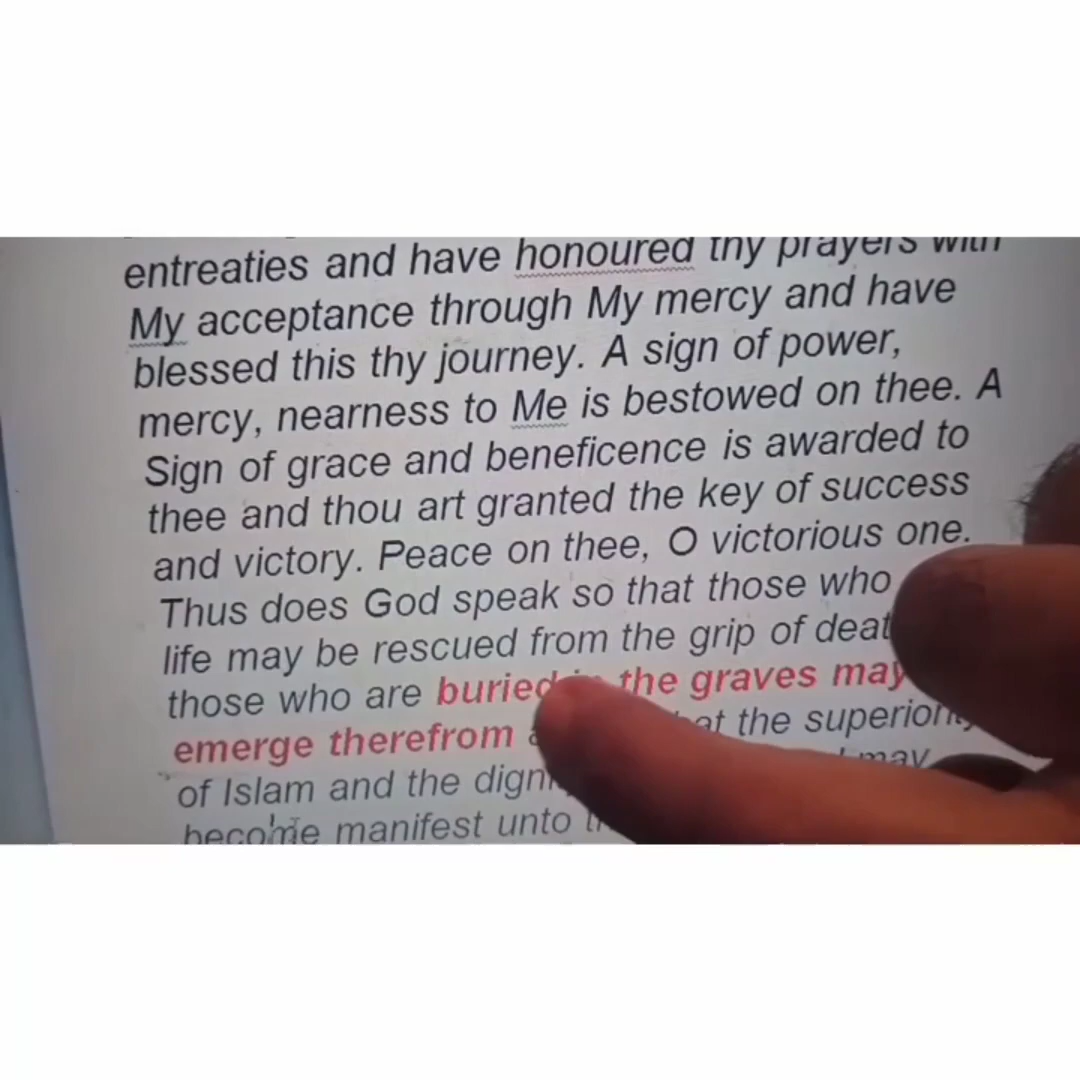 entreaties and have honoured thy prayers with
My acceptance through My mercy and have
blessed this thy journey. A sign of power,
mercy, nearness to Me is bestowed on thee. A
Sign of grace and beneficence is awarded to
thee and thou art granted the key of success
and victory. Peace on thee, O victorious one.
Thus does God speak so that those who
life may be rescued from the grip of
those who are buried the graves may
emerge therefrom the
of Islam and the
become manifest unto